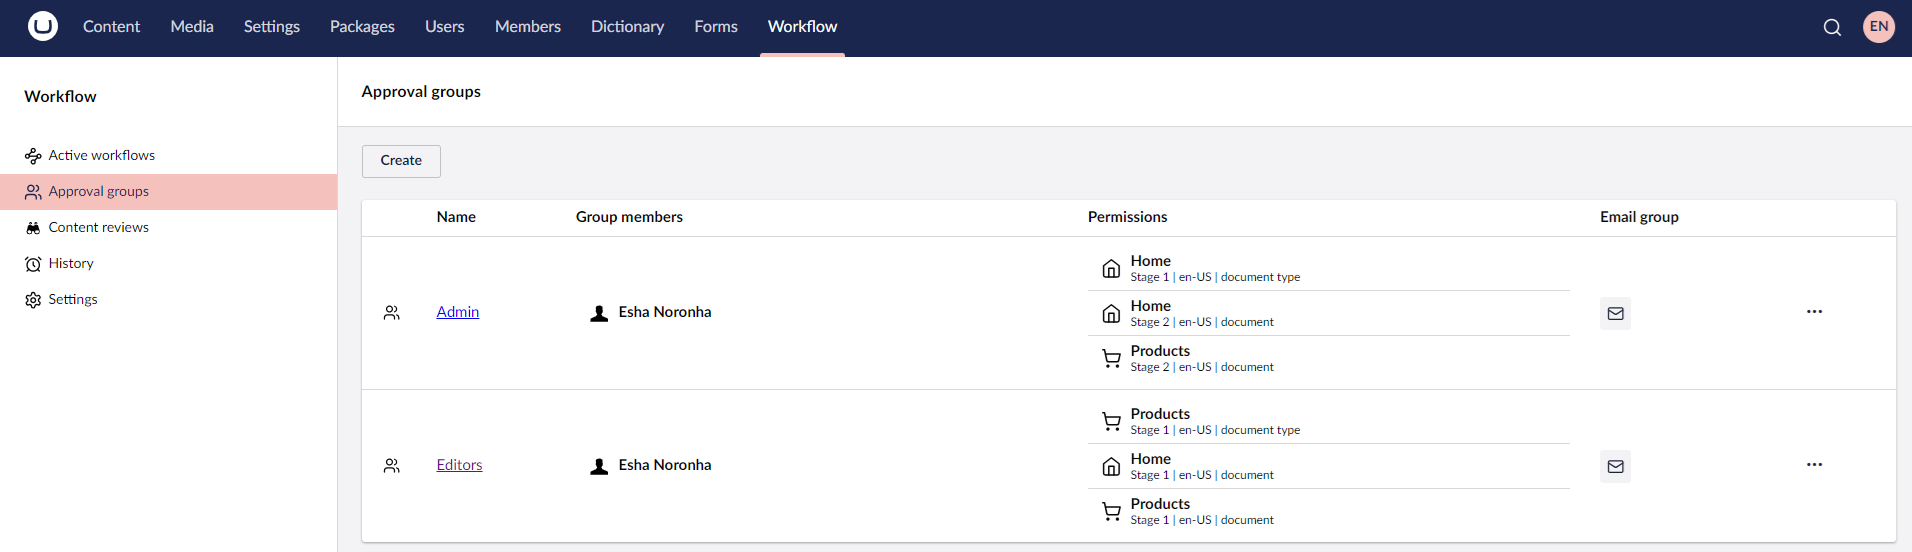 Content Media Settings Packages Users Members Dictionary Forms Workflow EN
Workflow
Active workflows
Approval groups
Content reviews
History
Settings
Approval groups
Create
Name Group members Permissions Email group
Admin
Esha Noronha
Home
Stage 1 | en-US | document type
Home
Stage 2 | en-US | document
Products
Stage 2 | en-US | document
Editors
Esha Noronha
Products
Stage 1 | en-US | document type
Home
Stage 1 | en-US | document
Products
Stage 1 | en-US | document